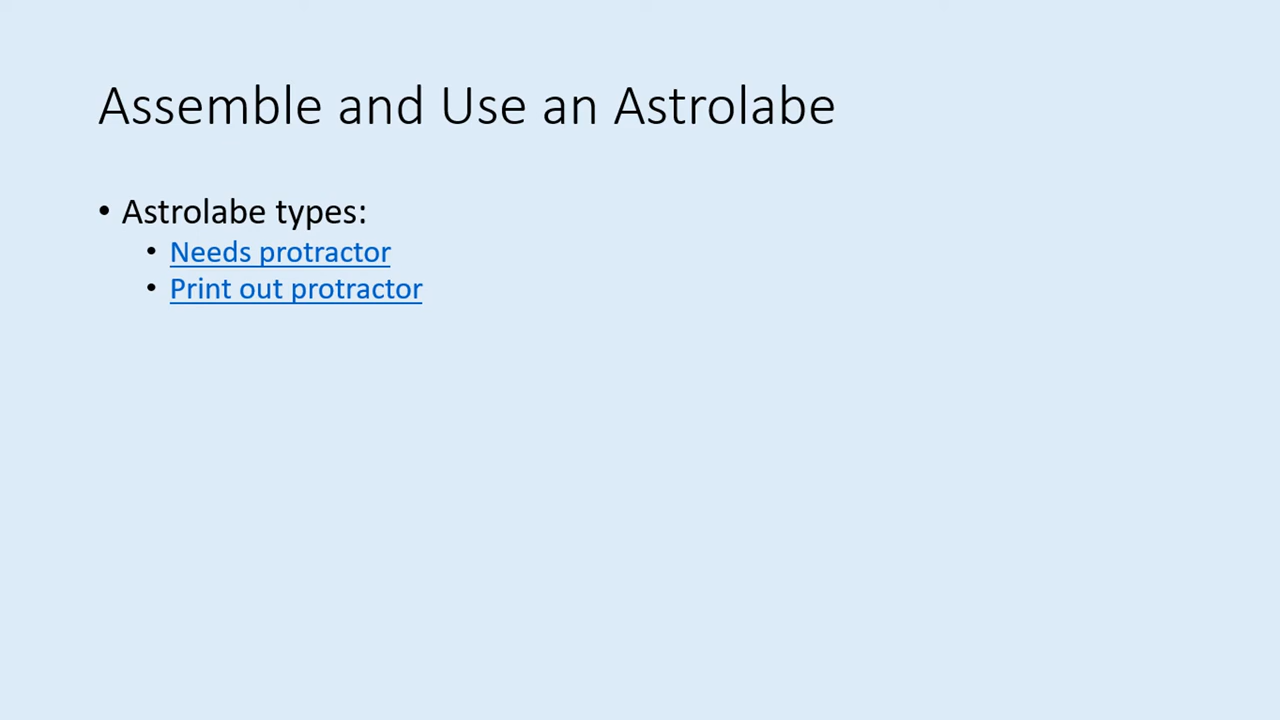 Assemble and Use an Astrolabe
• Astrolabe types:
• Needs protractor
• Print out protractor